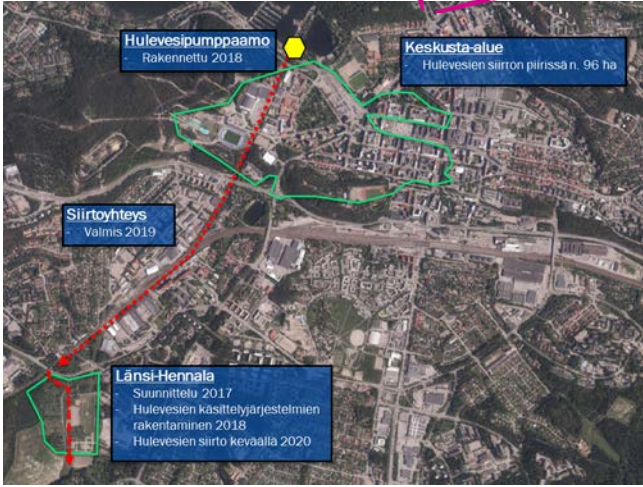 Hulevesipumppaamo
- Rakennettu 2018
Keskusta-alue
- Hulevesien siirron piirissä n. 96 ha
Siirtoyhteys
- Valmis 2019
Länsi-Hennala
- Suunnittelu 2017
- Hulevesien käsittelyjärjestelmien
rakentaminen 2018
- Hulevesien siirto keväällä 2020